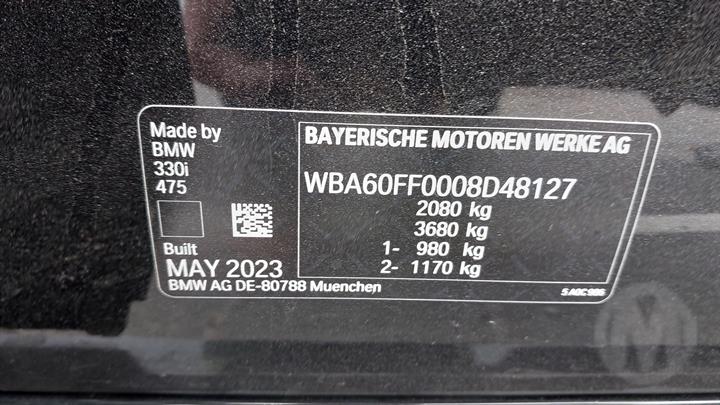 Made by
BMW
330i
475
Built
MAY 2023
BMW AG DE-80788 Muenchen
BAYERISCHE MOTOREN WERKE AG
WBA60FF0008D48127
2080 kg
3680 kg
1- 980 kg
2- 1170 kg
M